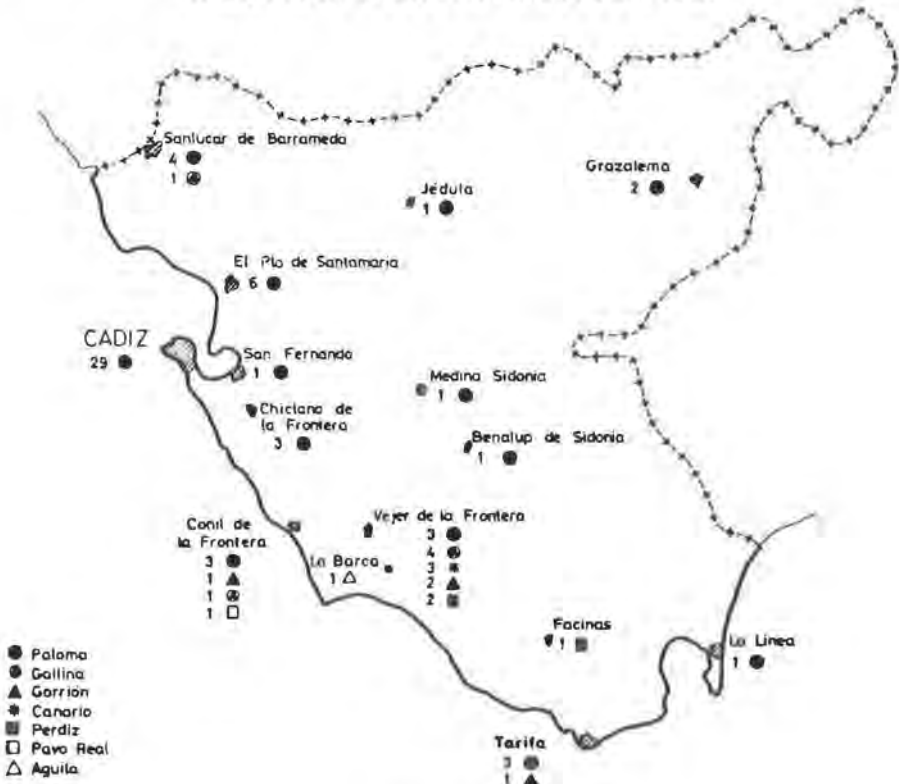 Sanlucar de Barrameda
4
1
Jédula
1
Grazalema
2
El Pto de Santamaria
6
CADIZ
29
San Fernando
1
Chiclana de
la Frontera
3
Medina Sidonia
1
Benalup de Sidonia
1
Conil de
la Frontera
3
1
1
1
La Barca
1
Vejer de la Frontera
3
4
3
2
2
Facinas
1
La Linea
1
Tarifa
3
1
Paloma
Gallina
Gorrión
Canario
Perdiz
Pavo Real
Aguila